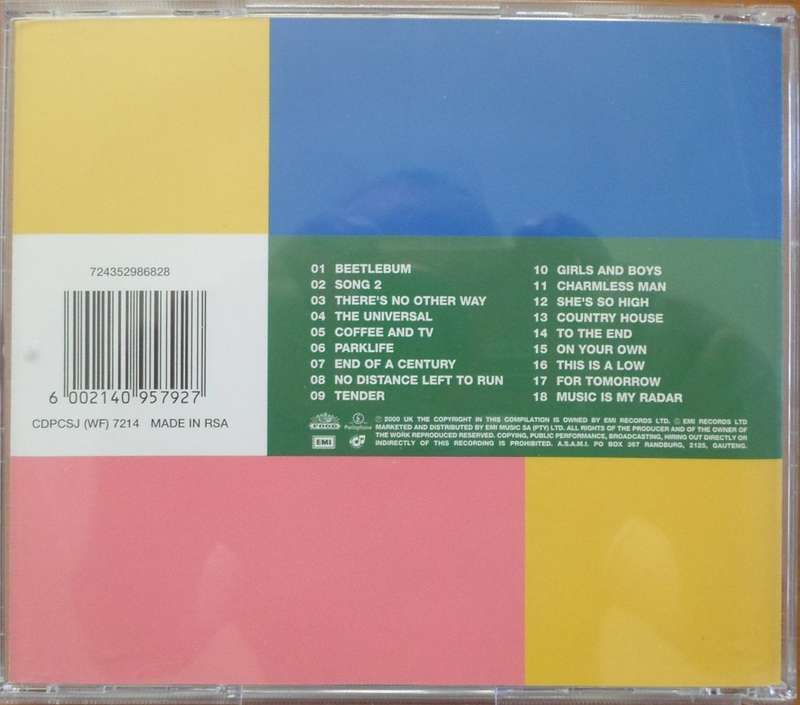 724352986828
6 002140 957927
CDPCSJ (WF) 7214 MADE IN RSA
01 BEETLEBUM
02 SONG 2
03 THERE'S NO OTHER WAY
04 THE UNIVERSAL
05 COFFEE AND TV
06 PARKLIFE
07 END OF A CENTURY
08 NO DISTANCE LEFT TO RUN
09 TENDER
10 GIRLS AND BOYS
11 CHARMLESS MAN
12 SHE'S SO HIGH
13 COUNTRY HOUSE
14 TO THE END
15 ON YOUR OWN
16 THIS IS A LOW
17 FOR TOMORROW
18 MUSIC IS MY RADAR
FOOD
Parlophone
EMI
℗ 2000 UK THE COPYRIGHT IN THIS COMPILATION IS OWNED BY EMI RECORDS LTD. © EMI RECORDS LTD
MARKETED AND DISTRIBUTED BY EMI MUSIC SA (PTY) LTD. ALL RIGHTS OF THE PRODUCER AND OF THE OWNER OF
THE WORK REPRODUCED RESERVED. COPYING, PUBLIC PERFORMANCE, BROADCASTING, HIRING OUT DIRECTLY OR
INDIRECTLY OF THIS RECORDING IS PROHIBITED. A.S.A.M.I. PO BOX 367 RANDBURG, 2125, GAUTENG.